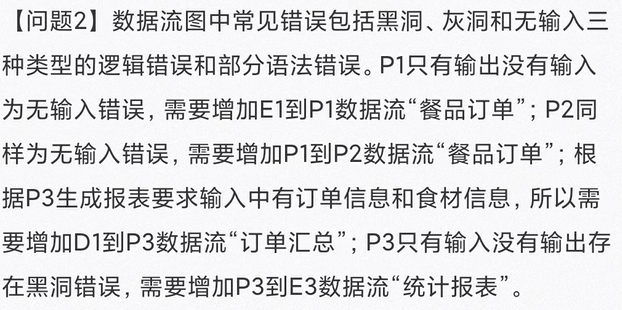 【问题2】数据流图中常见错误包括黑洞、灰洞和无输入三
种类型的逻辑错误和部分语法错误。P1只有输出没有输入
为无输入错误，需要增加E1到P1数据流“餐品订单”；P2同
样为无输入错误，需要增加P1到P2数据流“餐品订单”；根
据P3生成报表要求输入中有订单信息和食材信息，所以需
要增加D1到P3数据流“订单汇总”；P3只有输入没有输出存
在黑洞错误，需要增加P3到E3数据流“统计报表”。